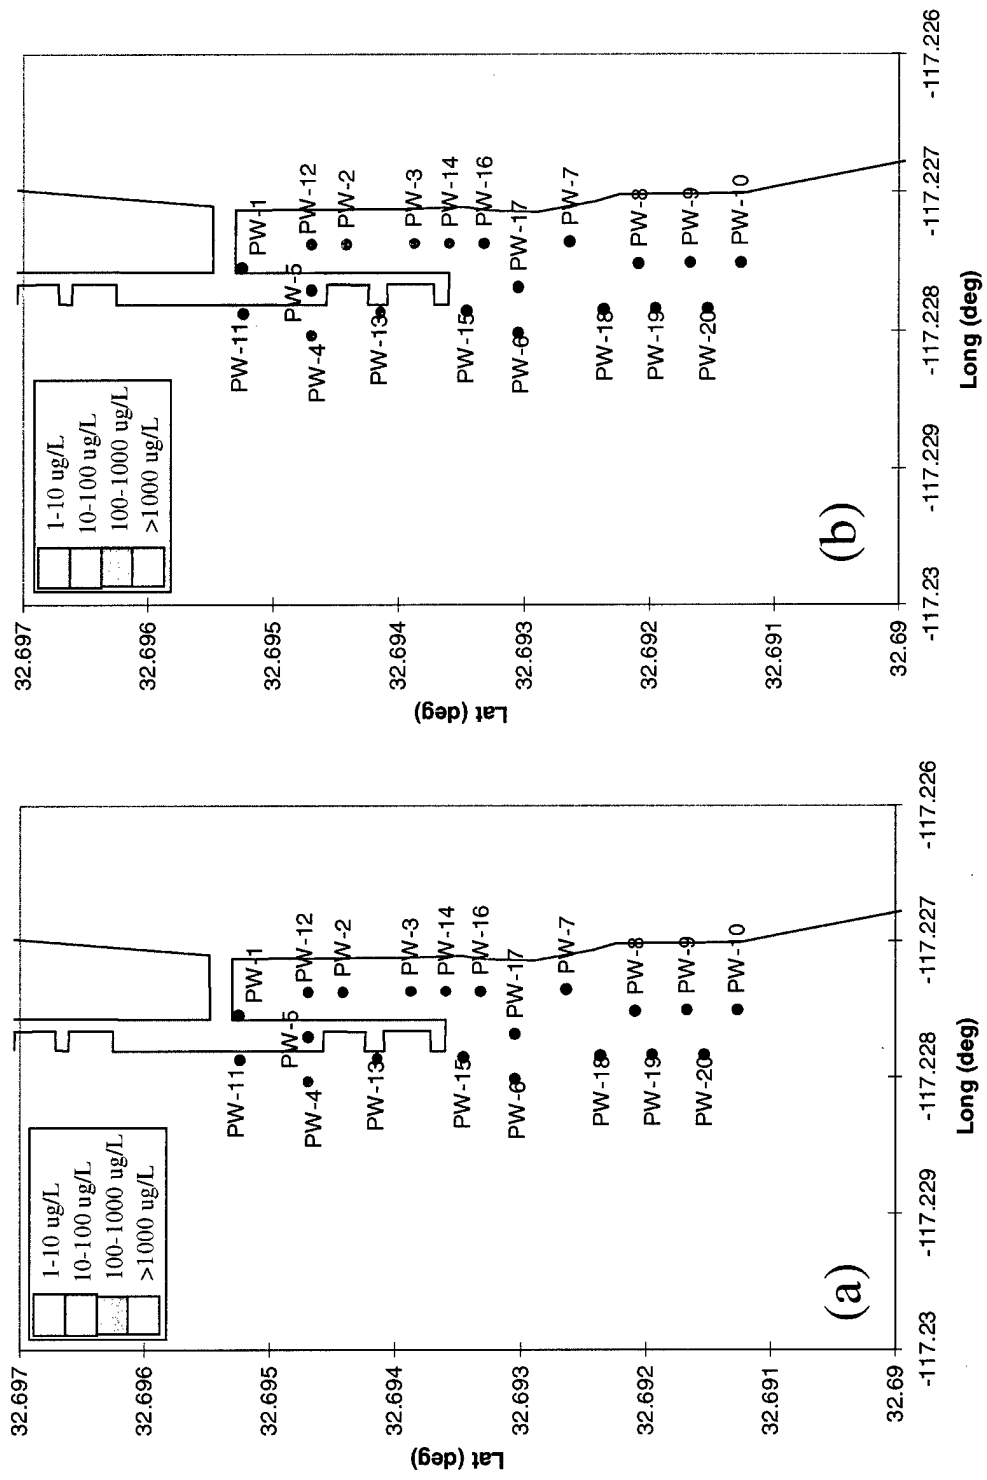 1-10 ug/L
10-100 ug/L
100-1000 ug/L
>1000 ug/L
(a)
32.697
32.696
32.695
32.694
32.693
32.692
32.691
32.69
Lat (deg)
-117.23
-117.229
-117.228
-117.227
-117.226
Long (deg)
PW-11
PW-1
PW-4
PW-5
PW-12
PW-2
PW-13
PW-3
PW-14
PW-15
PW-16
PW-6
PW-17
PW-7
PW-18
PW-8
PW-19
PW-9
PW-20
PW-10
1-10 ug/L
10-100 ug/L
100-1000 ug/L
>1000 ug/L
(b)
32.697
32.696
32.695
32.694
32.693
32.692
32.691
32.69
Lat (deg)
-117.23
-117.229
-117.228
-117.227
-117.226
Long (deg)
PW-11
PW-1
PW-4
PW-5
PW-12
PW-2
PW-13
PW-3
PW-14
PW-15
PW-16
PW-6
PW-17
PW-7
PW-18
PW-8
PW-19
PW-9
PW-20
PW-10